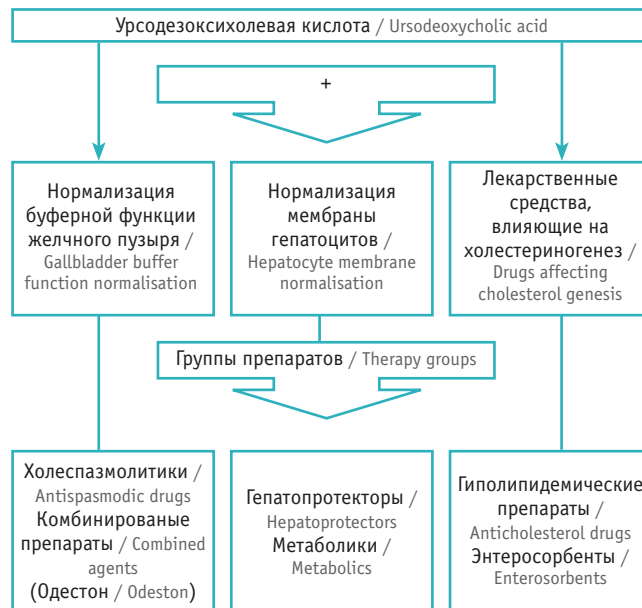 Урсодезоксихолевая кислота / Ursodeoxycholic acid
+
Нормализация
буферной функции
желчного пузыря /
Gallbladder buffer
function normalisation
Нормализация
мембраны
гепатоцитов /
Hepatocyte membrane
normalisation
Лекарственные
средства,
влияющие на
холестериногенез /
Drugs affecting
cholesterol genesis
Группы препаратов / Therapy groups
Холеспазмолитики /
Antispasmodic drugs
Комбинированые
препараты / Combined
agents
(Одестон / Odeston)
Гепатопротекторы /
Hepatoprotectors
Метаболики /
Metabolics
Гиполипидемические
препараты /
Anticholesterol drugs
Энтеросорбенты /
Enterosorbents